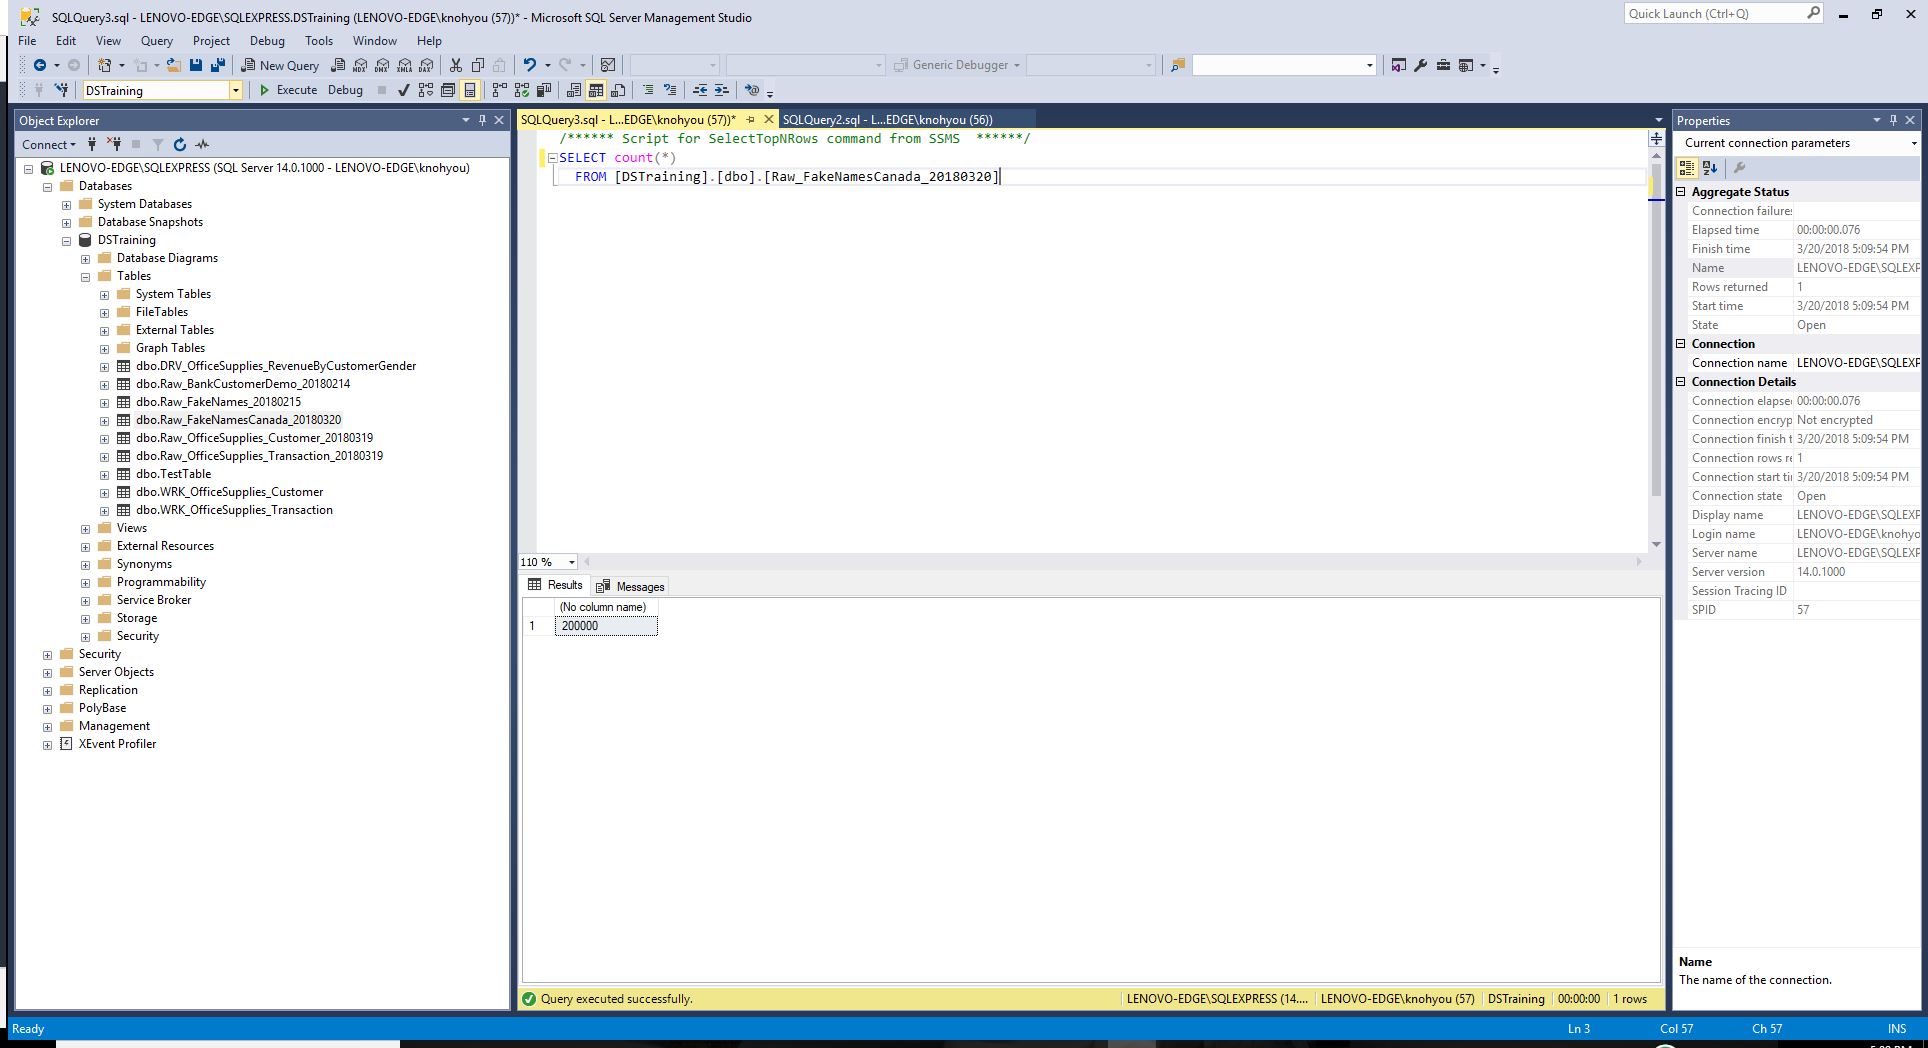 SQLQuery3.sql - LENOVO-EDGE\SQLEXPRESS.DSTraining (LENOVO-EDGE\knohyou (57))* - Microsoft SQL Server Management Studio
Quick Launch (Ctrl+Q)
File Edit View Query Project Debug Tools Window Help
New Query
MDX DMX XMLA DAX
Generic Debugger
DSTraining
Execute Debug
Object Explorer
Connect
LENOVO-EDGE\SQLEXPRESS (SQL Server 14.0.1000 - LENOVO-EDGE\knohyou)
Databases
System Databases
Database Snapshots
DSTraining
Database Diagrams
Tables
System Tables
FileTables
External Tables
Graph Tables
dbo.DRV_OfficeSupplies_RevenueByCustomerGender
dbo.Raw_BankCustomerDemo_20180214
dbo.Raw_FakeNames_20180215
dbo.Raw_FakeNamesCanada_20180320
dbo.Raw_OfficeSupplies_Customer_20180319
dbo.Raw_OfficeSupplies_Transaction_20180319
dbo.TestTable
dbo.WRK_OfficeSupplies_Customer
dbo.WRK_OfficeSupplies_Transaction
Views
External Resources
Synonyms
Programmability
Service Broker
Storage
Security
Security
Server Objects
Replication
PolyBase
Management
XEvent Profiler
SQLQuery3.sql - L...EDGE\knohyou (57))* SQLQuery2.sql - L...EDGE\knohyou (56))
/****** Script for SelectTopNRows command from SSMS ******/
SELECT count(*)
FROM [DSTraining].[dbo].[Raw_FakeNamesCanada_20180320]
110 %
Results Messages
(No column name)
1 200000
Query executed successfully.
LENOVO-EDGE\SQLEXPRESS (14.... LENOVO-EDGE\knohyou (57) DSTraining 00:00:00 1 rows
Properties
Current connection parameters
Aggregate Status
Connection failures
Elapsed time 00:00:00.076
Finish time 3/20/2018 5:09:54 PM
Name LENOVO-EDGE\SQLEXP
Rows returned 1
Start time 3/20/2018 5:09:54 PM
State Open
Connection
Connection name LENOVO-EDGE\SQLEXP
Connection Details
Connection elapse 00:00:00.076
Connection encryp Not encrypted
Connection finish t 3/20/2018 5:09:54 PM
Connection rows re 1
Connection start ti 3/20/2018 5:09:54 PM
Connection state Open
Display name LENOVO-EDGE\SQLEXP
Login name LENOVO-EDGE\knohyo
Server name LENOVO-EDGE\SQLEXP
Server version 14.0.1000
Session Tracing ID
SPID 57
Name
The name of the connection.
Ready
Ln 3 Col 57 Ch 57 INS